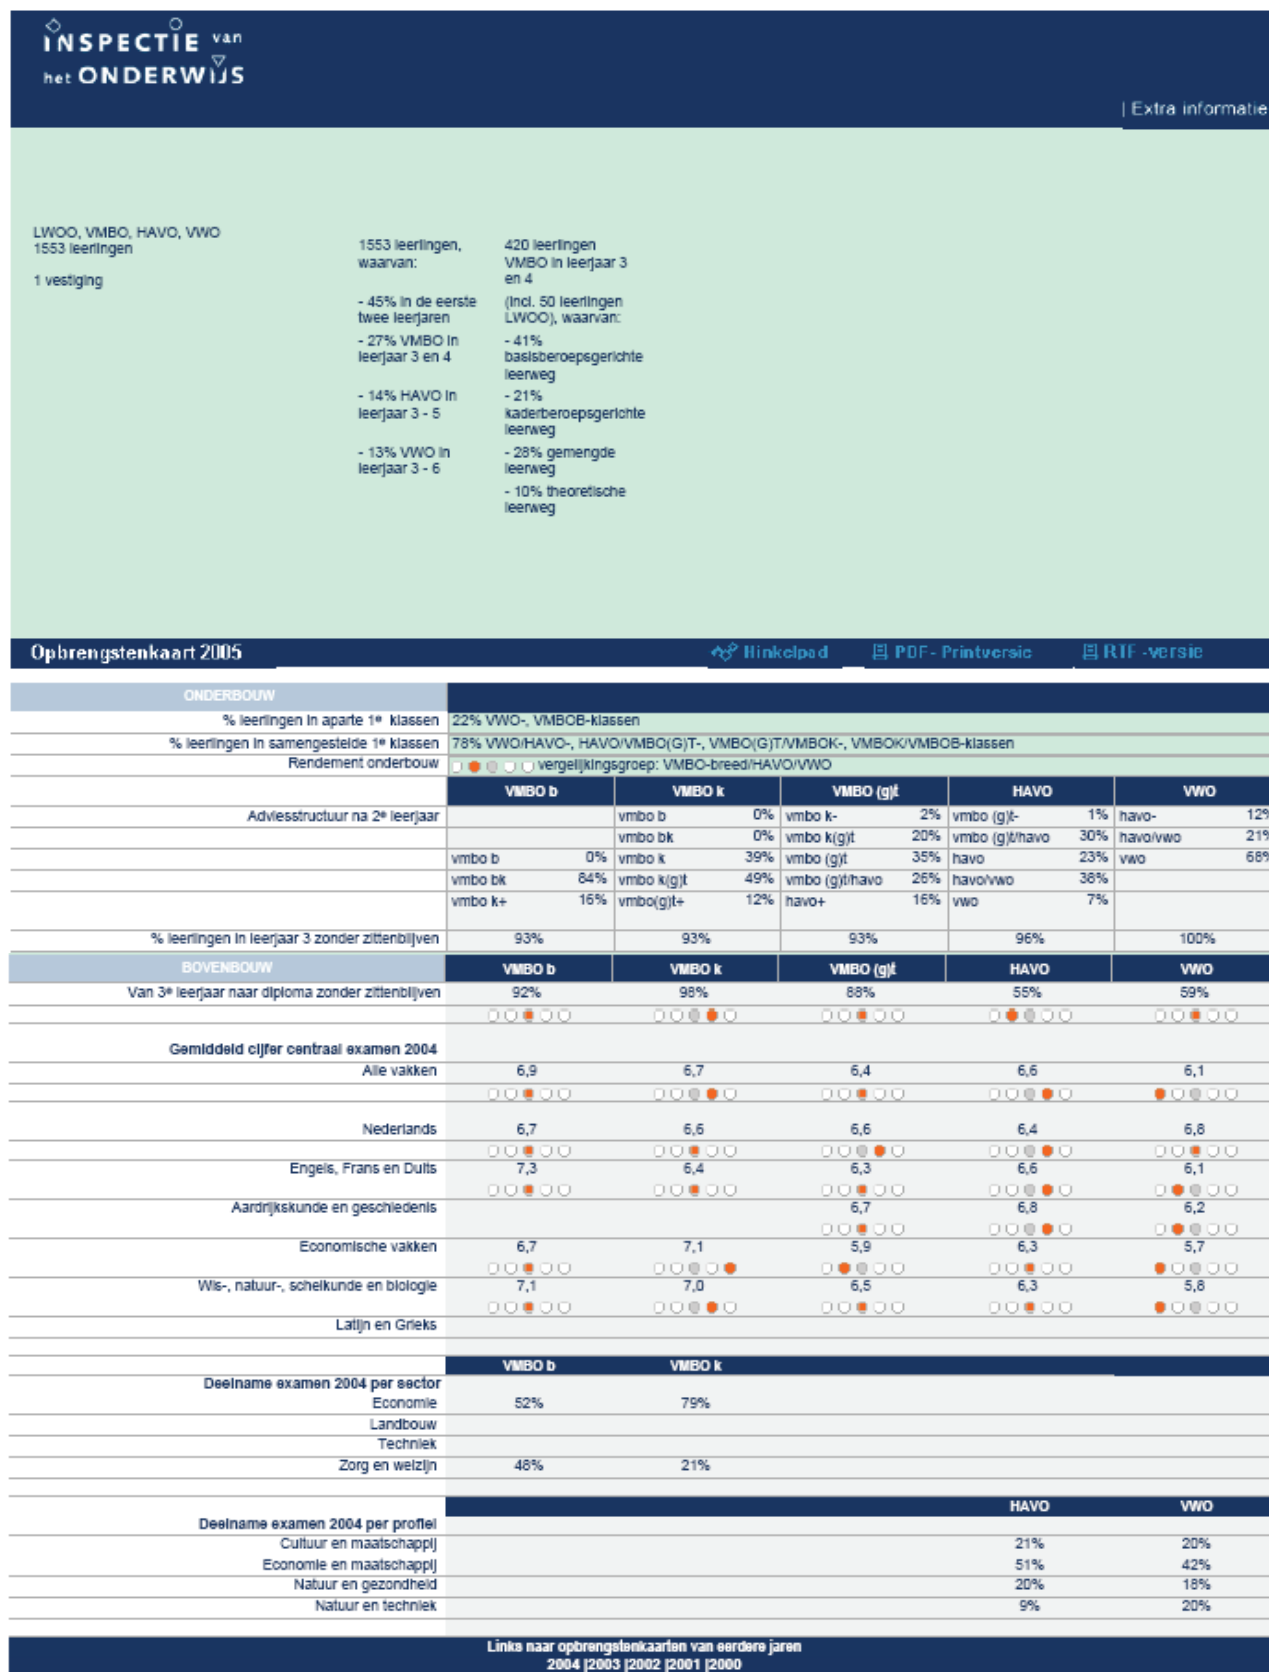 INSPECTIE van
het ONDERWIJS
| Extra informatie
LWOO, VMBO, HAVO, VWO
1553 leerlingen
1 vestiging
1553 leerlingen,
waarvan:
- 45% in de eerste
twee leerjaren
- 27% VMBO in
leerjaar 3 en 4
- 14% HAVO in
leerjaar 3 - 5
- 13% VWO in
leerjaar 3 - 6
420 leerlingen
VMBO in leerjaar 3
en 4
(incl. 50 leerlingen
LWOO), waarvan:
- 41%
basisberoepsgerichte
leerweg
- 21%
kaderberoepsgerichte
leerweg
- 28% gemengde
leerweg
- 10% theoretische
leerweg
Opbrengstenkaart 2005 Hinkelpad PDF- Printversie RTF -versie
ONDERBOUW
% leerlingen in aparte 1e klassen 22% VWO-, VMBOB-klassen
% leerlingen in samengestelde 1e klassen 78% VWO/HAVO-, HAVO/VMBO(G)T-, VMBO(G)T/VMBOK-, VMBOK/VMBOB-klassen
Rendement onderbouw vergelijkingsgroep: VMBO-breed/HAVO/VWO
VMBO b VMBO k VMBO (g)t HAVO VWO
Adviesstructuur na 2e leerjaar vmbo b 0% vmbo k- 2% vmbo (g)t- 1% havo- 12%
vmbo bk 0% vmbo k(g)t 20% vmbo (g)t/havo 30% havo/vwo 21%
vmbo b 0% vmbo k 39% vmbo (g)t 35% havo 23% vwo 68%
vmbo bk 84% vmbo k(g)t 49% vmbo (g)t/havo 26% havo/vwo 38%
vmbo k+ 16% vmbo(g)t+ 12% havo+ 16% vwo 7%
% leerlingen in leerjaar 3 zonder zittenblijven 93% 93% 93% 96% 100%
BOVENBOUW VMBO b VMBO k VMBO (g)t HAVO VWO
Van 3e leerjaar naar diploma zonder zittenblijven 92% 98% 88% 55% 59%
Gemiddeld cijfer centraal examen 2004
Alle vakken 6,9 6,7 6,4 6,6 6,1
Nederlands 6,7 6,6 6,6 6,4 6,8
Engels, Frans en Duits 7,3 6,4 6,3 6,6 6,1
Aardrijkskunde en geschiedenis 6,7 6,8 6,2
Economische vakken 6,7 7,1 5,9 6,3 5,7
Wis-, natuur-, scheikunde en biologie 7,1 7,0 6,5 6,3 5,8
Latijn en Grieks
VMBO b VMBO k
Deelname examen 2004 per sector
Economie 52% 79%
Landbouw
Techniek
Zorg en welzijn 48% 21%
HAVO VWO
Deelname examen 2004 per profiel
Cultuur en maatschappij 21% 20%
Economie en maatschappij 51% 42%
Natuur en gezondheid 20% 18%
Natuur en techniek 9% 20%
Links naar opbrengstenkaarten van eerdere jaren
2004 |2003 |2002 |2001 |2000